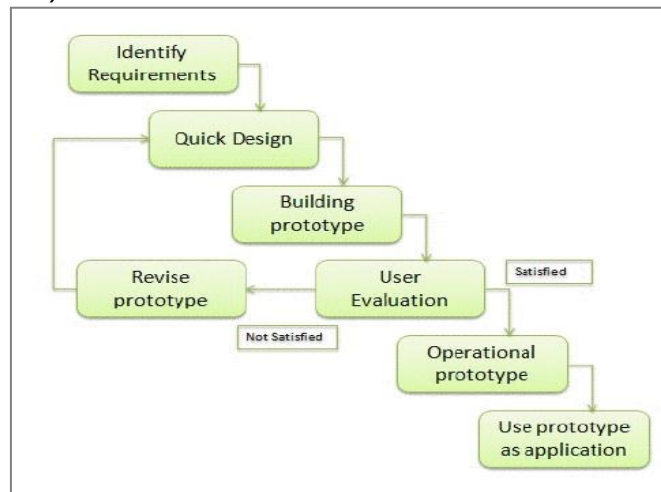 Identify
Requirements
Quick Design
Building
prototype
Revise
prototype
User
Evaluation
Satisfied
Not Satisfied
Operational
prototype
Use prototype
as application